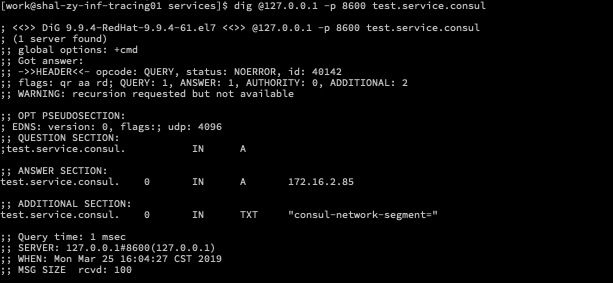 [work@shal-zy-inf-tracing01 services]$ dig @127.0.0.1 -p 8600 test.service.consul
; <<>> DiG 9.9.4-RedHat-9.9.4-61.el7 <<>> @127.0.0.1 -p 8600 test.service.consul
; (1 server found)
;; global options: +cmd
;; Got answer:
;; ->>HEADER<<- opcode: QUERY, status: NOERROR, id: 40142
;; flags: qr aa rd; QUERY: 1, ANSWER: 1, AUTHORITY: 0, ADDITIONAL: 2
;; WARNING: recursion requested but not available
;; OPT PSEUDOSECTION:
; EDNS: version: 0, flags:; udp: 4096
;; QUESTION SECTION:
;test.service.consul. IN A
;; ANSWER SECTION:
test.service.consul. 0 IN A 172.16.2.85
;; ADDITIONAL SECTION:
test.service.consul. 0 IN TXT "consul-network-segment="
;; Query time: 1 msec
;; SERVER: 127.0.0.1#8600(127.0.0.1)
;; WHEN: Mon Mar 25 16:04:27 CST 2019
;; MSG SIZE rcvd: 100